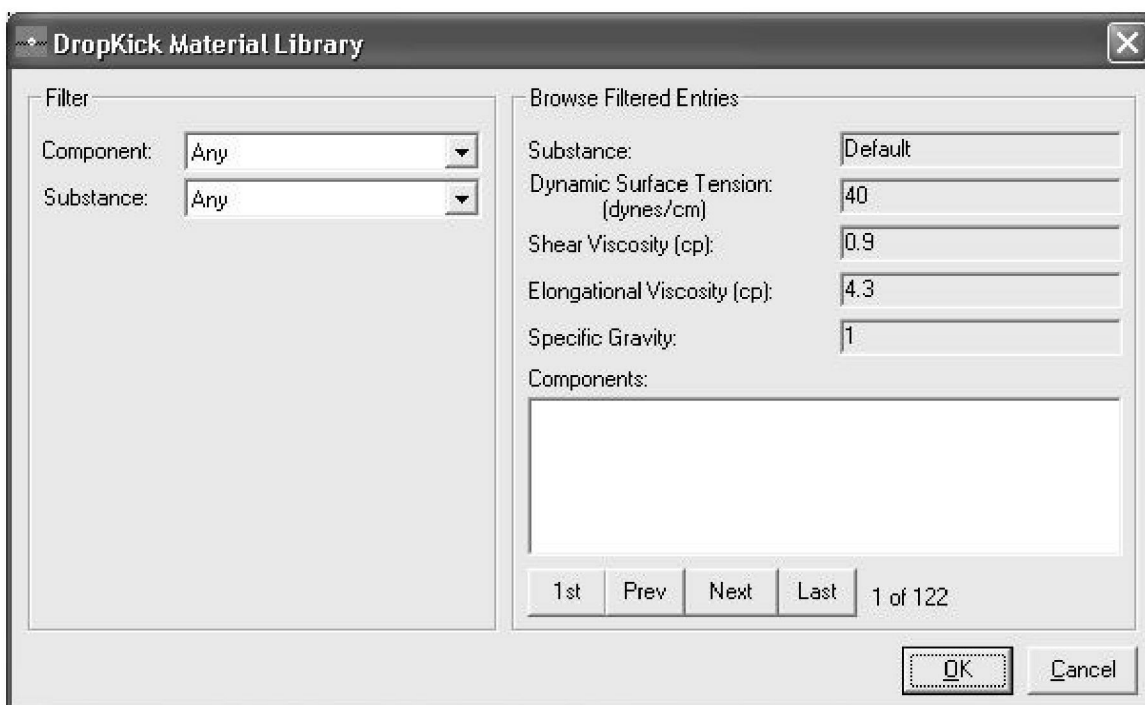 DropKick Material Library
Filter
Component: Any
Substance: Any
Browse Filtered Entries
Substance: Default
Dynamic Surface Tension:
(dynes/cm) 40
Shear Viscosity (cp): 0.9
Elongational Viscosity (cp): 4.3
Specific Gravity: 1
Components:
1st Prev Next Last 1 of 122
OK Cancel